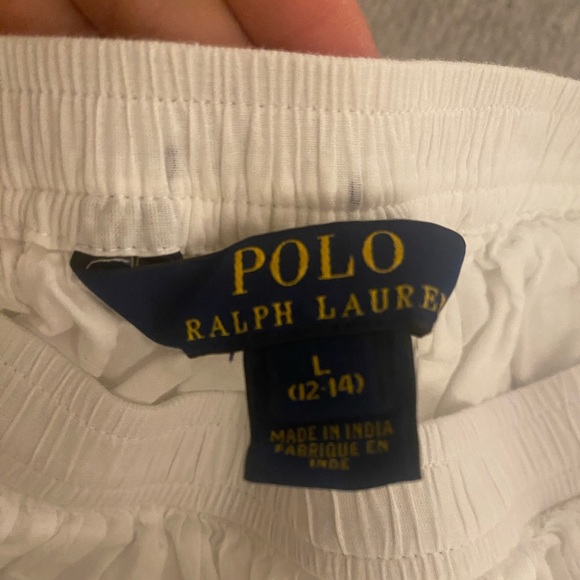 POLO
RALPH LAUREN
L
(12-14)
MADE IN INDIA
FABRIQUE EN
INDE